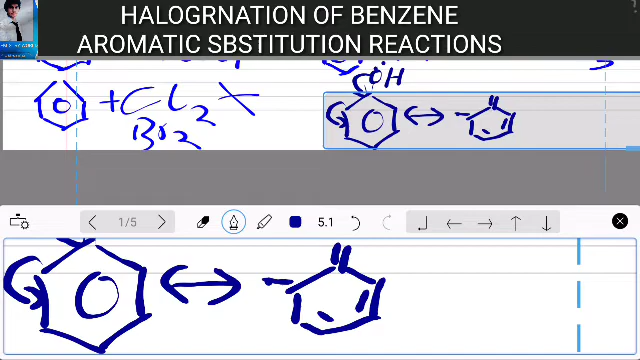 HALOGRNATION OF BENZENE
AROMATIC SBSTITUTION REACTIONS
OH
+ Cl2
Br2
1/5
5.1